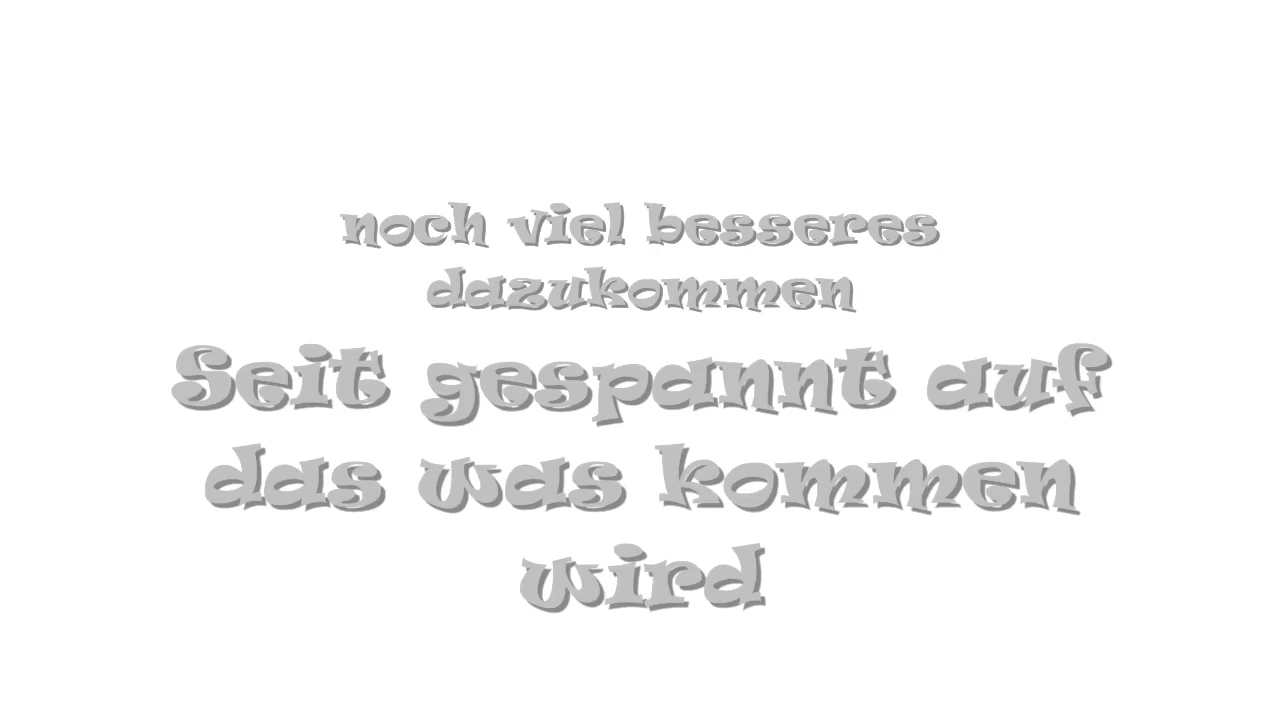 noch viel besseres
dazukommen
Seit gespannt auf
das was kommen
wird